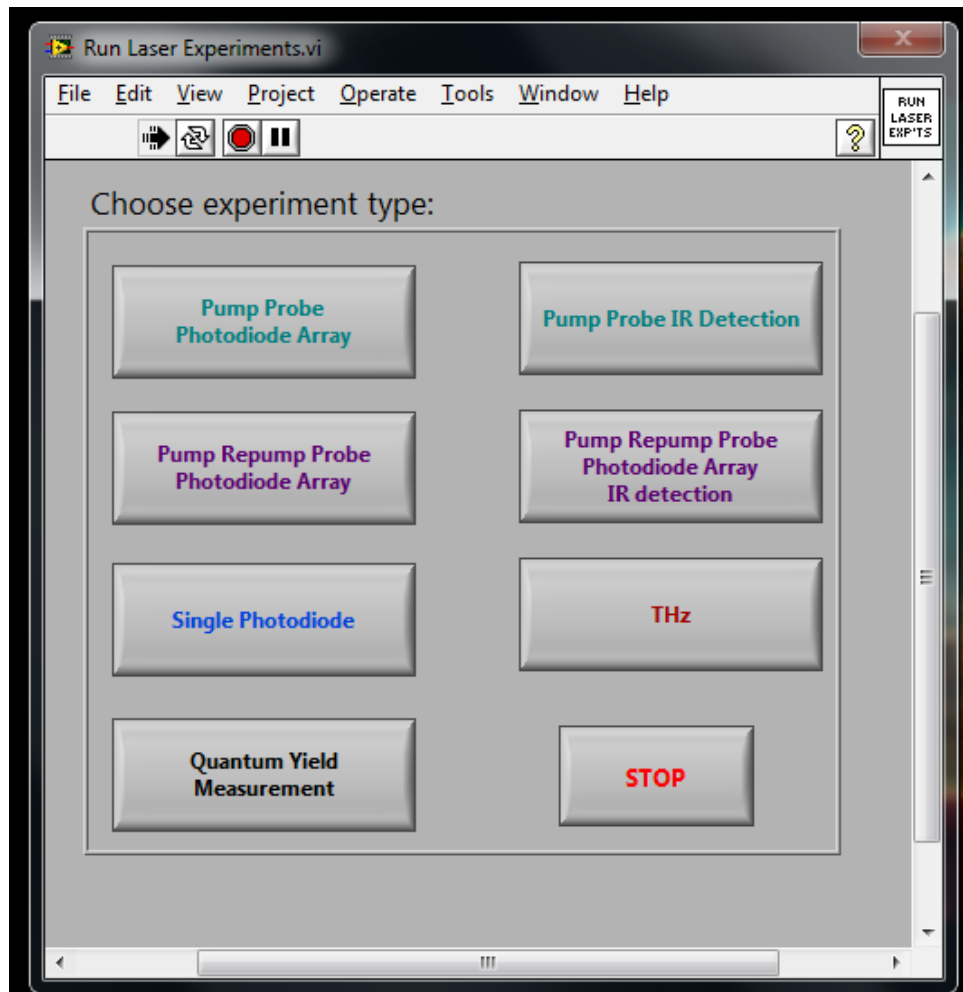 Run Laser Experiments.vi
File Edit View Project Operate Tools Window Help
RUN
LASER
EXP'TS
?
Choose experiment type:
Pump Probe
Photodiode Array
Pump Probe IR Detection
Pump Repump Probe
Photodiode Array
Pump Repump Probe
Photodiode Array
IR detection
Single Photodiode
THz
Quantum Yield
Measurement
STOP